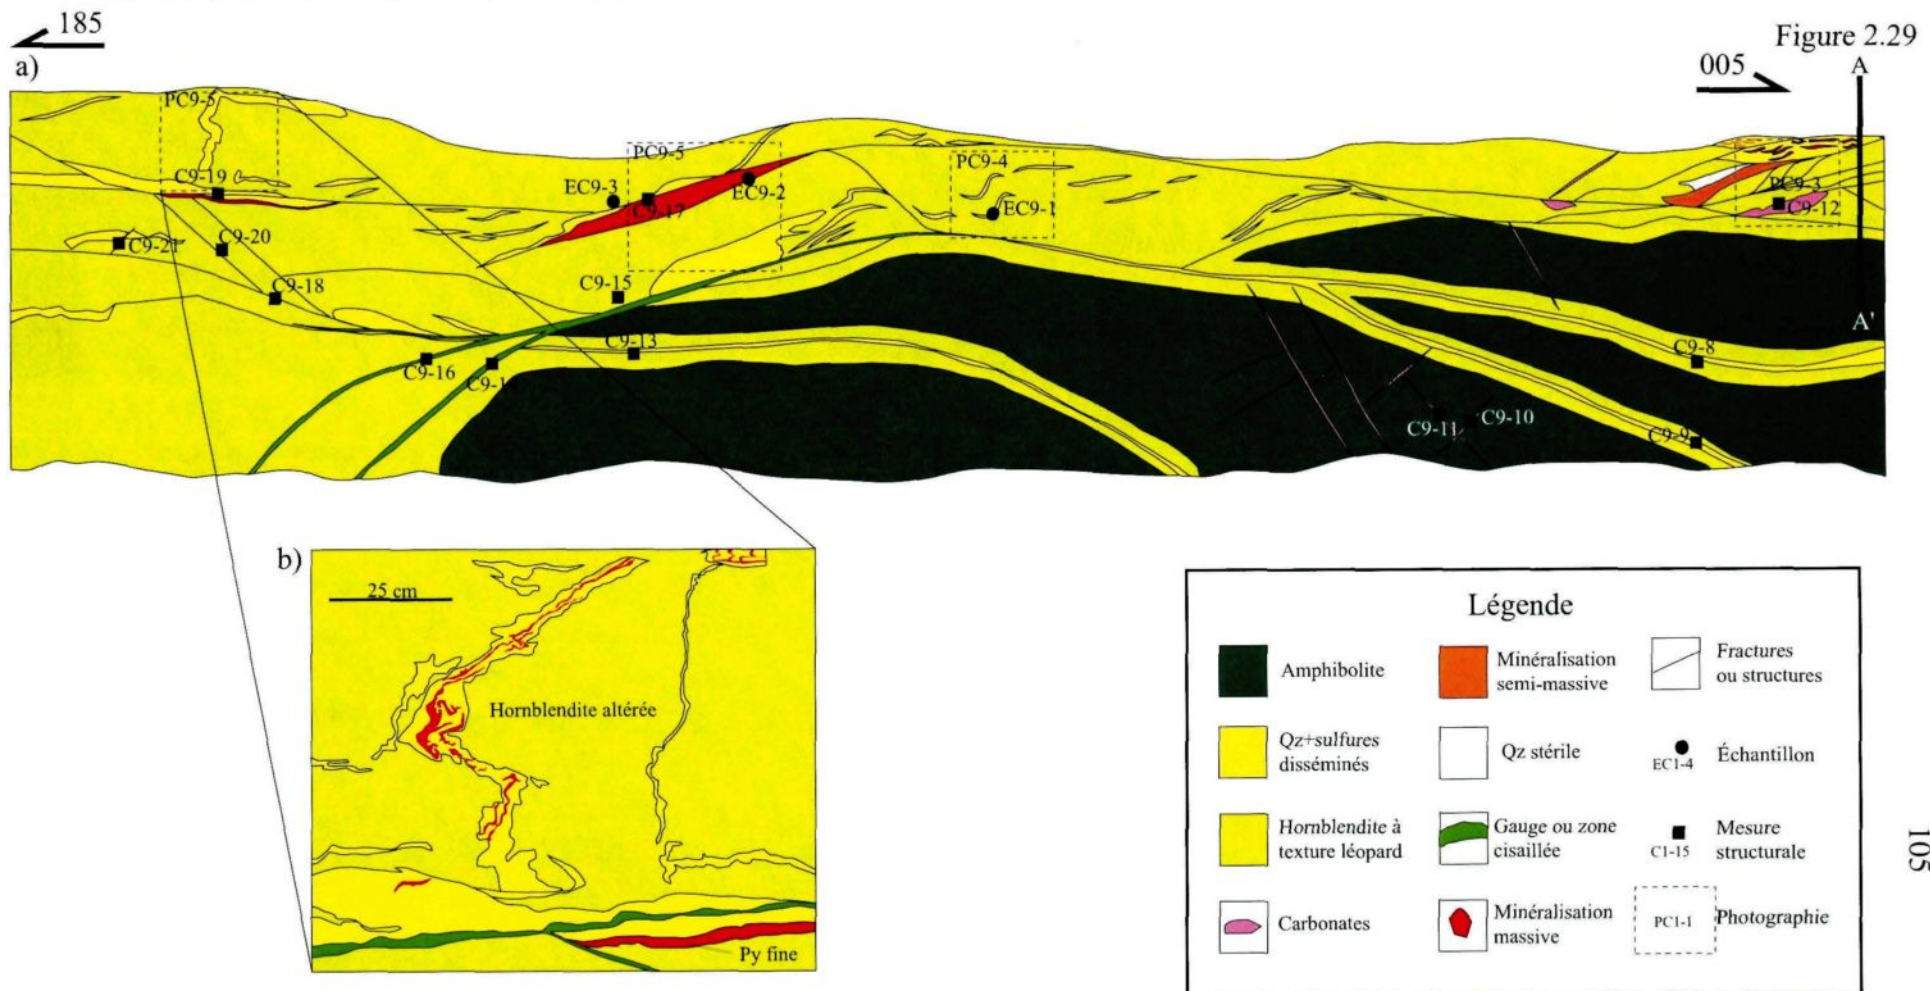 185
Figure 2.29
a)
005
A
PC9-5
PC9-5
PC9-4
C9-19
EC9-3
EC9-2
PC9-3
C9-17
EC9-1
C9-12
C9-21
C9-20
C9-18
C9-15
A'
C9-13
C9-8
C9-16
C9-1
C9-11
C9-10
C9-9
b)
25 cm
Hornblendite altérée
Py fine
Légende
Amphibolite
Minéralisation
semi-massive
Fractures
ou structures
Qz+sulfures
disséminés
Qz stérile
EC1-4
Échantillon
Hornblendite à
texture léopard
Gauge ou zone
cisaillée
C1-15
Mesure
structurale
Carbonates
Minéralisation
massive
PC1-1
Photographie
105